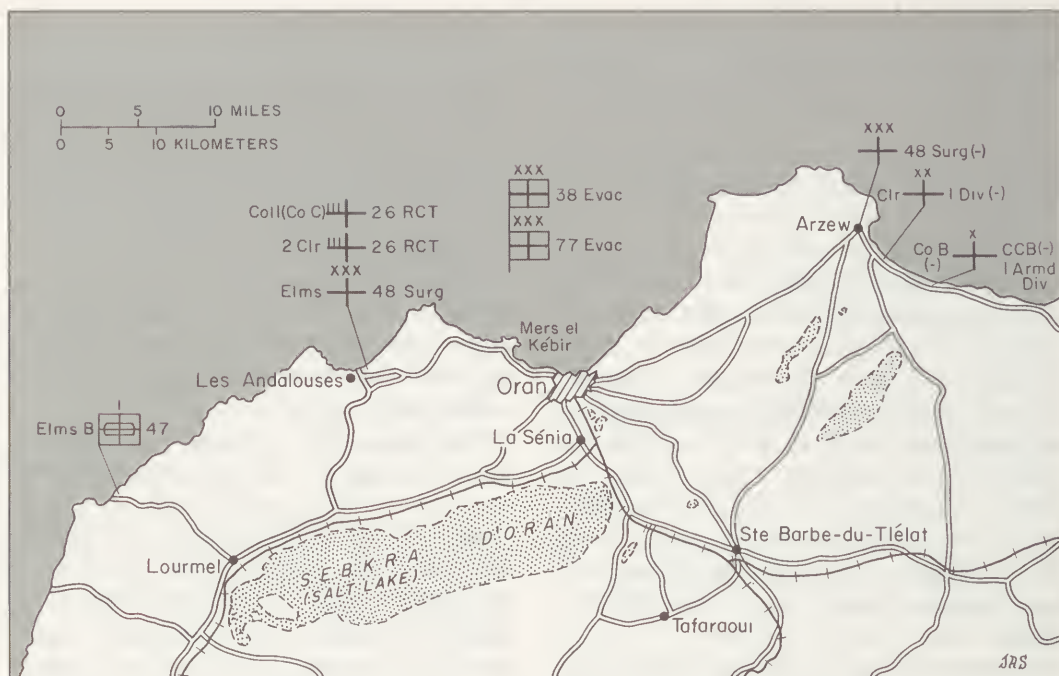 0 5 10 MILES
0 5 10 KILOMETERS
XXX
48 Surg(-)
XX
Clr 1 Div(-)
X
Co B (-) CCB(-)
1 Armd
Div
Arzew
XXX
38 Evac
XXX
77 Evac
Coll(Co C) III 26 RCT
2 Clr III 26 RCT
XXX
Elms 48 Surg
Mers el
Kébir
Les Andalouses
Oran
I
Elms B 47
La Sénia
Ste Barbe-du-Tlélat
Lourmel
SEBKRA D'ORAN
(SALT LAKE)
Tafaraoui
JRS